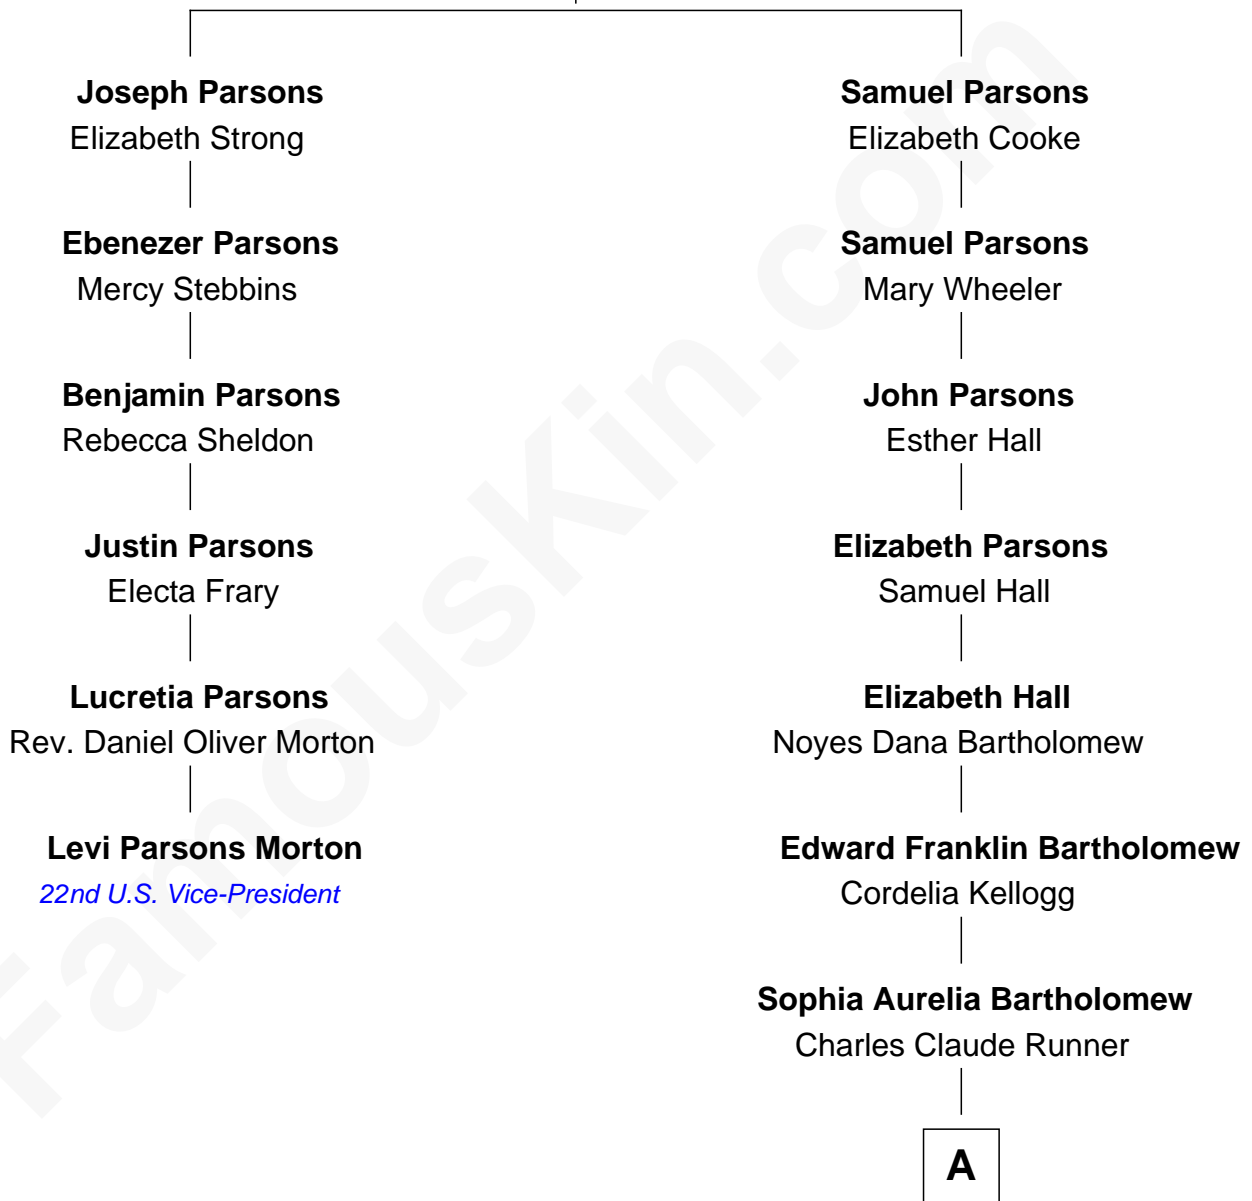 Joseph Parsons
Elizabeth Strong
Ebenezer Parsons
Mercy Stebbins
Benjamin Parsons
Rebecca Sheldon
Justin Parsons
Electa Frary
Lucretia Parsons
Rev. Daniel Oliver Morton
Levi Parsons Morton
22nd U.S. Vice-President
Samuel Parsons
Elizabeth Cooke
Samuel Parsons
Mary Wheeler
John Parsons
Esther Hall
Elizabeth Parsons
Samuel Hall
Elizabeth Hall
Noyes Dana Bartholomew
Edward Franklin Bartholomew
Cordelia Kellogg
Sophia Aurelia Bartholomew
Charles Claude Runner
A
FamousKin.com